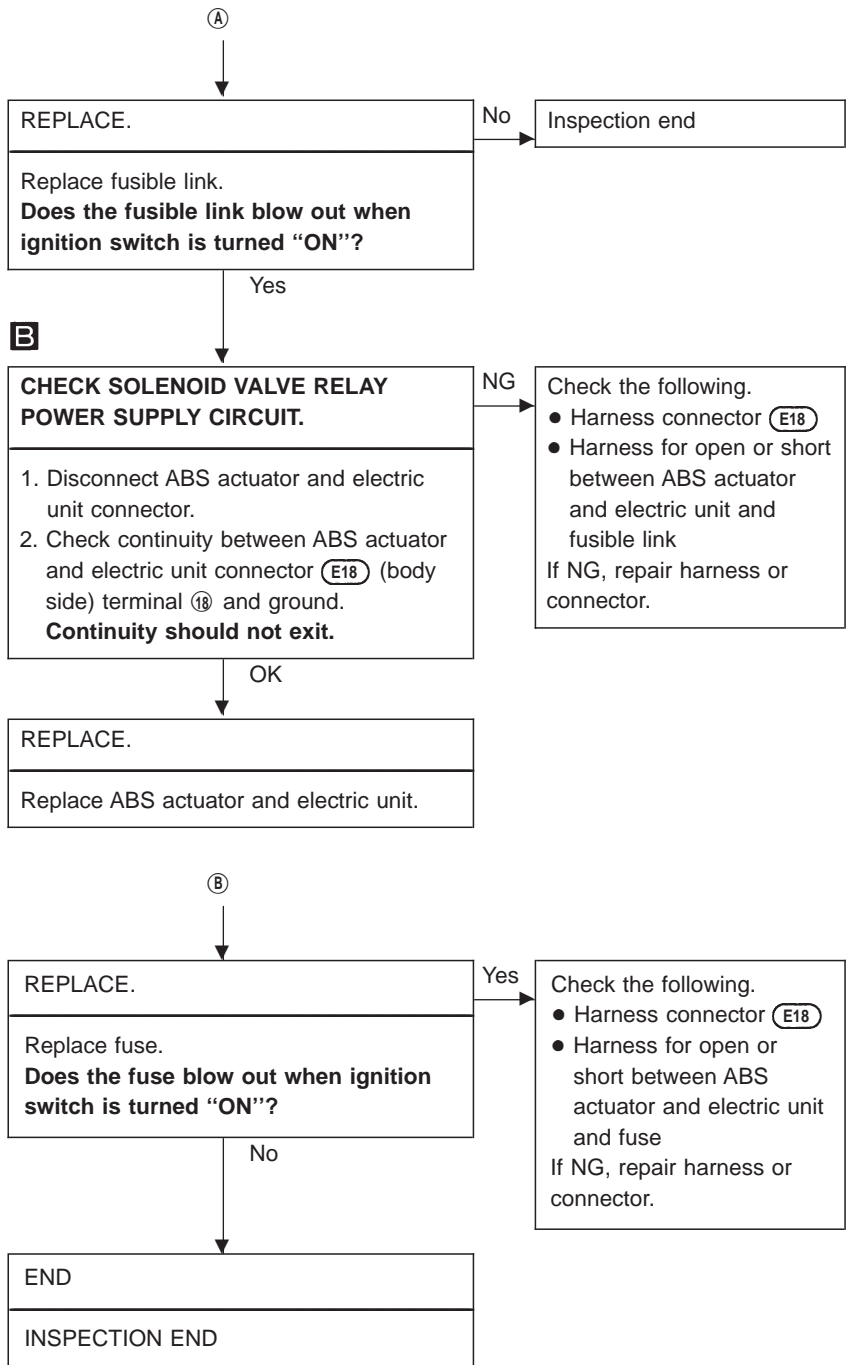 Ⓐ
REPLACE.
Replace fusible link.
Does the fusible link blow out when
ignition switch is turned “ON’’?
No
Inspection end
Yes
B
CHECK SOLENOID VALVE RELAY
POWER SUPPLY CIRCUIT.
1. Disconnect ABS actuator and electric
unit connector.
2. Check continuity between ABS actuator
and electric unit connector E18 (body
side) terminal ⑱ and ground.
Continuity should not exit.
NG
Check the following.
● Harness connector E18
● Harness for open or short
between ABS actuator
and electric unit and
fusible link
If NG, repair harness or
connector.
OK
REPLACE.
Replace ABS actuator and electric unit.
Ⓑ
REPLACE.
Replace fuse.
Does the fuse blow out when ignition
switch is turned “ON’’?
Yes
Check the following.
● Harness connector E18
● Harness for open or
short between ABS
actuator and electric unit
and fuse
If NG, repair harness or
connector.
No
END
INSPECTION END